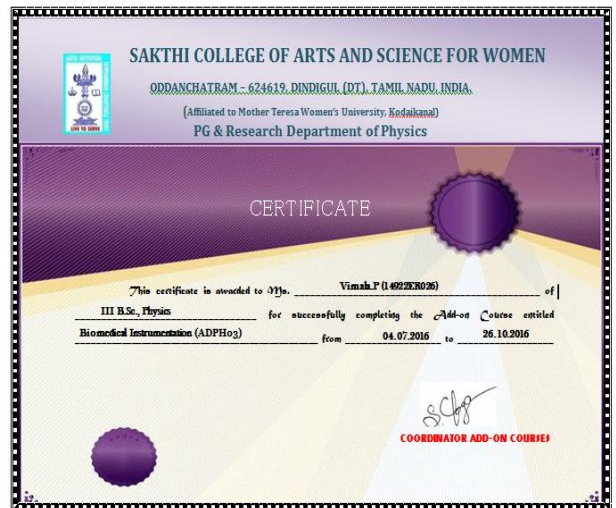 SAKTHI COLLEGE OF ARTS AND SCIENCE FOR WOMEN
ODDANCHATRAM – 624619, DINDIGUL (DT), TAMIL NADU, INDIA.
(Affiliated to Mother Teresa Women's University, Kodaikanal)
PG & Research Department of Physics
CERTIFICATE
This certificate is awarded to Ms. of
III B.Sc., Physics for successfully completing the Add-on Course entitled
Biomedical Instrumentation (ADPH03) from 04.07.2016 to 26.10.2016
COORDINATOR ADD-ON COURSES